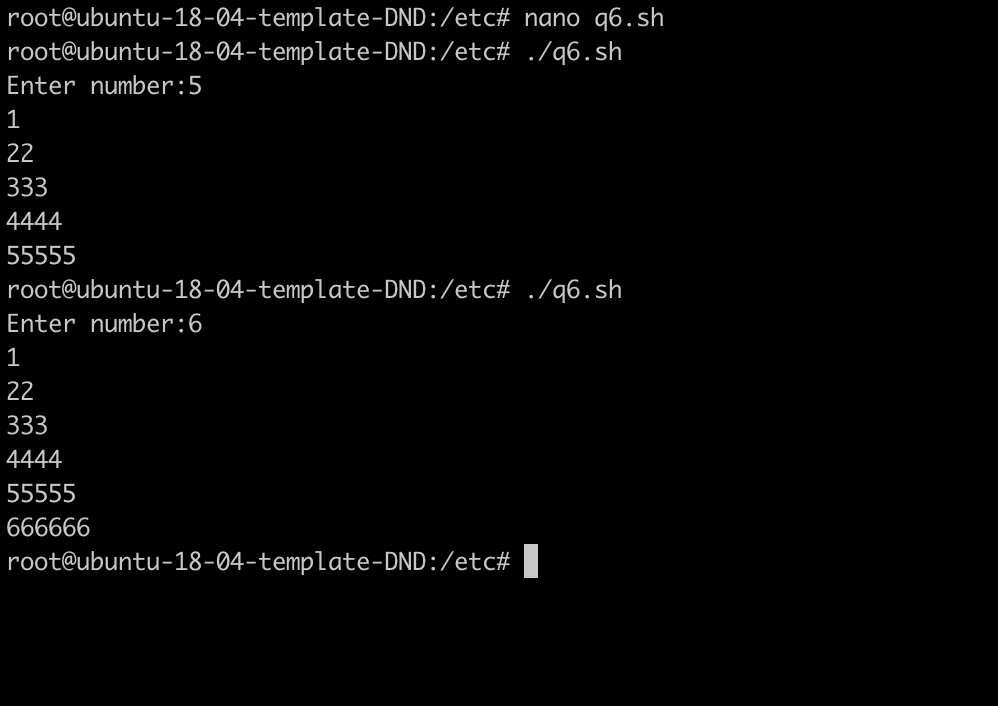 root@ubuntu-18-04-template-DND:/etc# nano q6.sh
root@ubuntu-18-04-template-DND:/etc# ./q6.sh
Enter number:5
1
22
333
4444
55555
root@ubuntu-18-04-template-DND:/etc# ./q6.sh
Enter number:6
1
22
333
4444
55555
666666
root@ubuntu-18-04-template-DND:/etc#